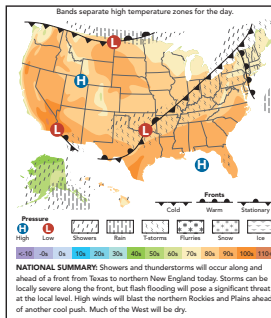 Bands separate high temperature zones for the day.
L
L
H
L
L
H
Fronts
Cold Warm Stationary
Pressure
H L
High Low Showers Rain T-storms Flurries Snow Ice
<-10 -0s 0s 10s 20s 30s 40s 50s 60s 70s 80s 90s 100s 110+
NATIONAL SUMMARY: Showers and thunderstorms will occur along and
ahead of a front from Texas to northern New England today. Storms can be
locally severe along the front, but flash flooding will pose a significant threat
at the local level. High winds will blast the northern Rockies and Plains ahead
of another cool push. Much of the West will be dry.